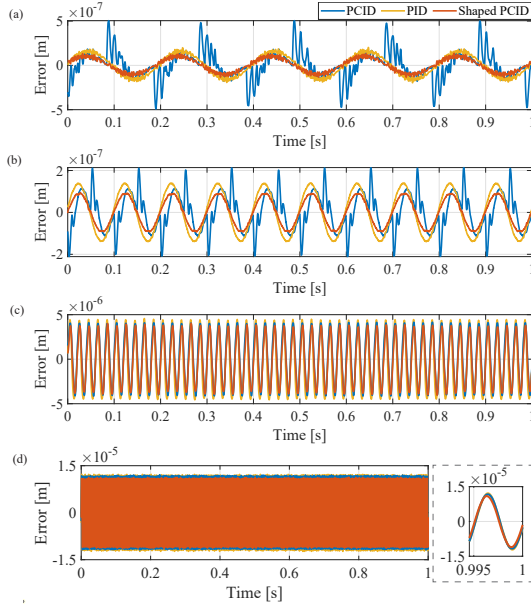 (a)
×10⁻⁷
PCID PID Shaped PCID
Error [m]
5
0
-5
0 0.1 0.2 0.3 0.4 0.5 0.6 0.7 0.8 0.9 1
Time [s]
(b)
×10⁻⁷
Error [m]
2
0
-2
0 0.1 0.2 0.3 0.4 0.5 0.6 0.7 0.8 0.9 1
Time [s]
(c)
×10⁻⁶
Error [m]
5
0
-5
0 0.1 0.2 0.3 0.4 0.5 0.6 0.7 0.8 0.9 1
Time [s]
(d)
×10⁻⁵
Error [m]
1.5
0
-1.5
0 0.2 0.4 0.6 0.8 1
Time [s]
×10⁻⁵
1.5
0
-1.5
0.995 1